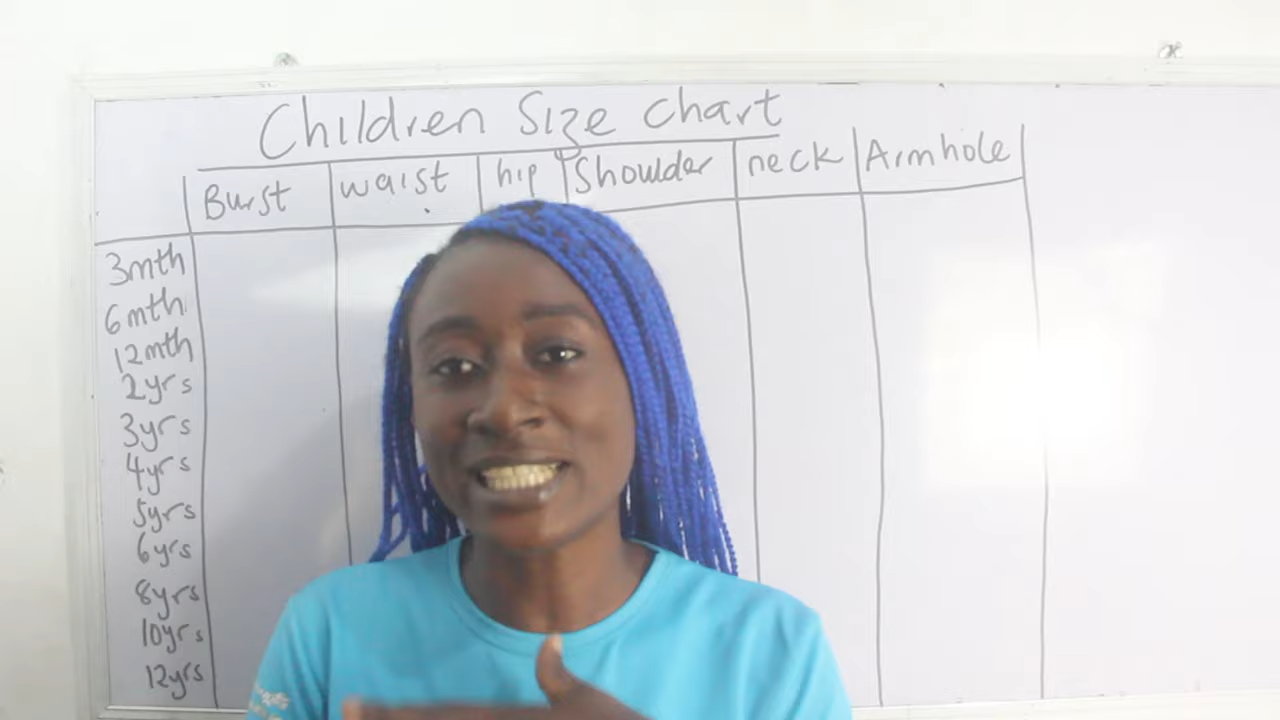 Children Size chart
Burst waist hip Shoulder neck Armhole
3mth
6mth
12mth
2yrs
3yrs
4yrs
5yrs
6yrs
8yrs
10yrs
12yrs